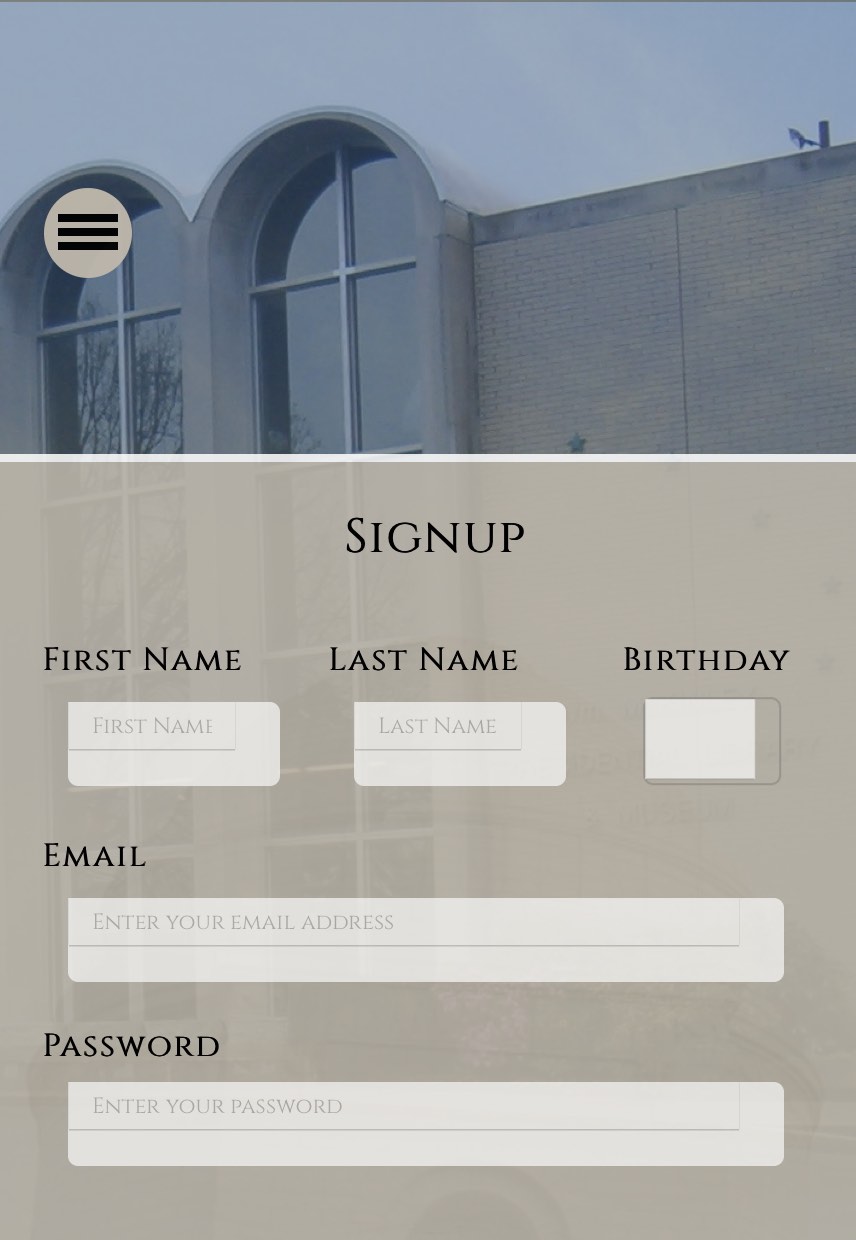 Signup
First Name Last Name Birthday
First Name Last Name
Email
Enter your email address
Password
Enter your password